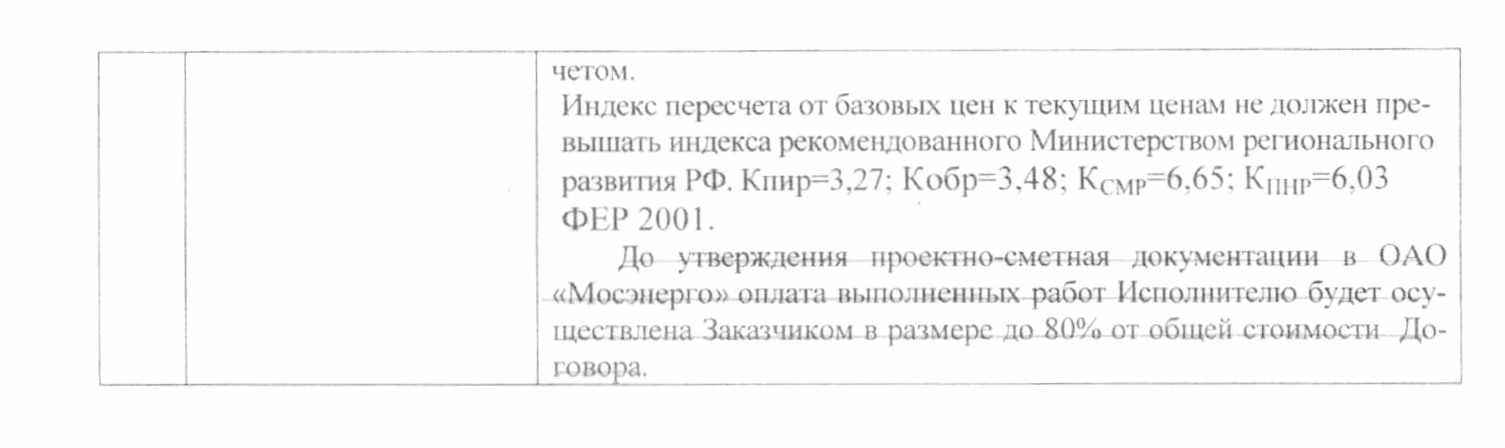 четом.
Индекс пересчета от базовых цен к текущим ценам не должен пре-
вышать индекса рекомендованного Министерством регионального
развития РФ. Кпир=3,27; Кобр=3,48; КСМР=6,65; КПНР=6,03
ФЕР 2001.
До утверждения проектно-сметная документации в ОАО
«Мосэнерго» оплата выполненных работ Исполнителю будет осу-
ществлена Заказчиком в размере до 80% от общей стоимости До-
говора.